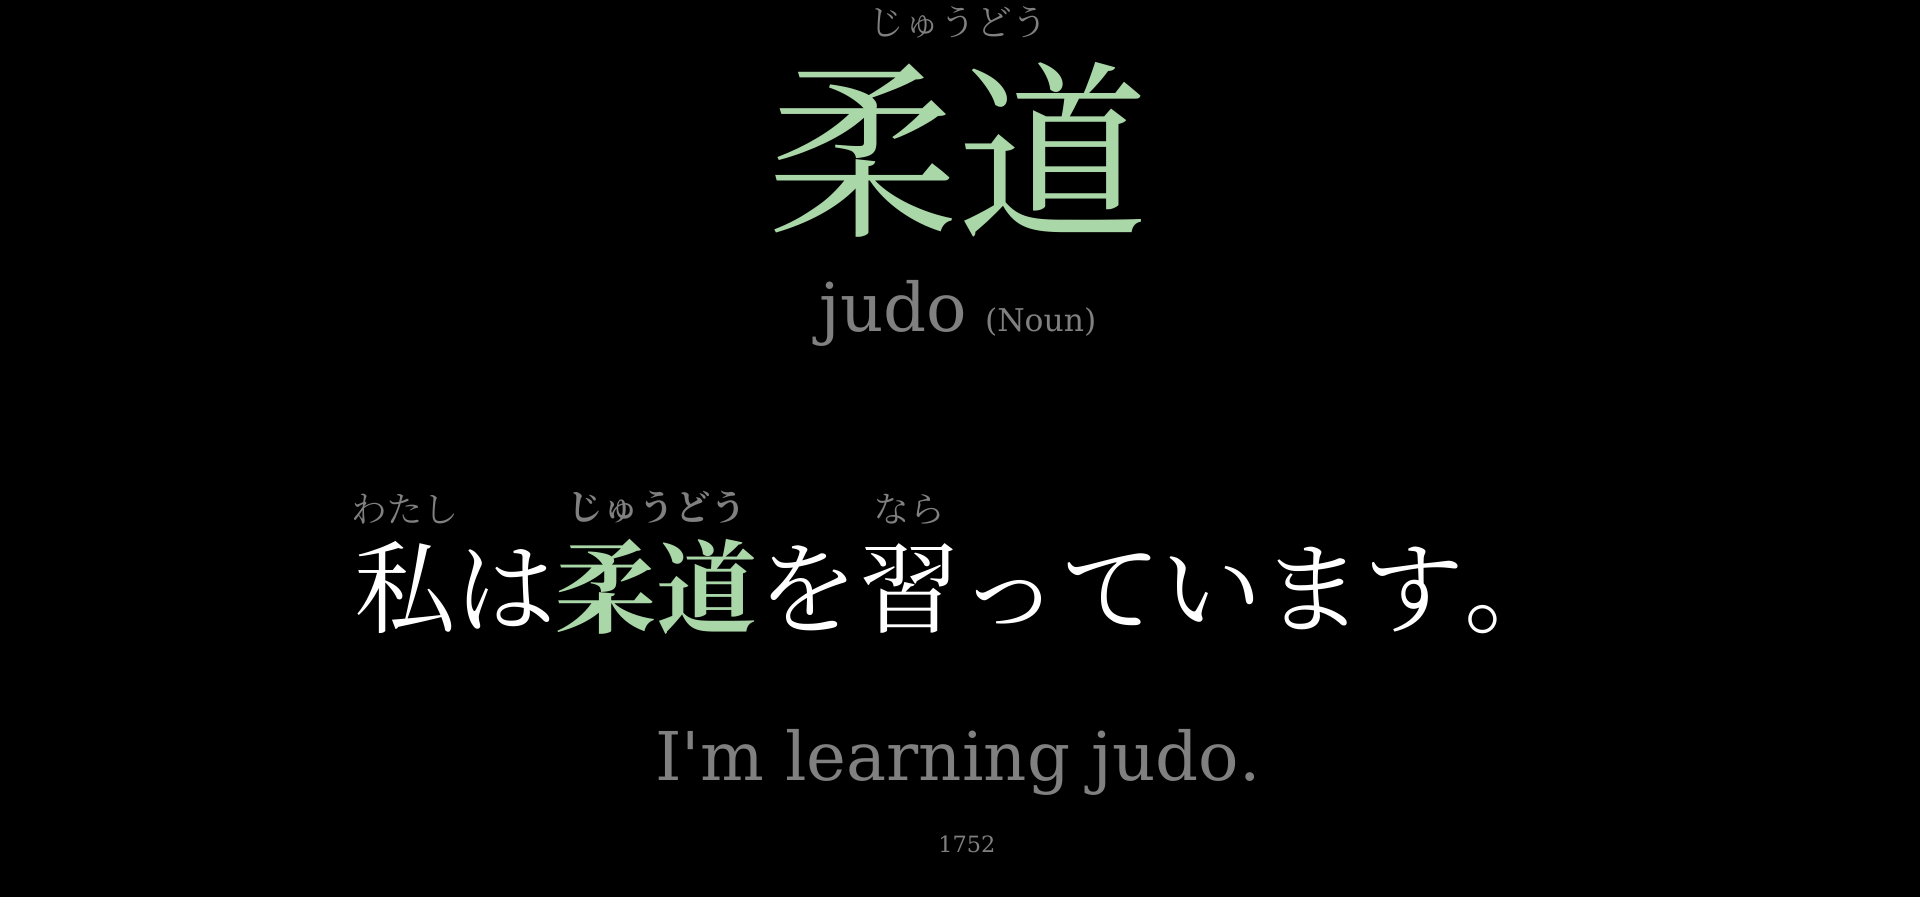 じゅうどう
柔道
judo (Noun)
わたし じゅうどう なら
私は柔道を習っています。
I'm learning judo.
1752